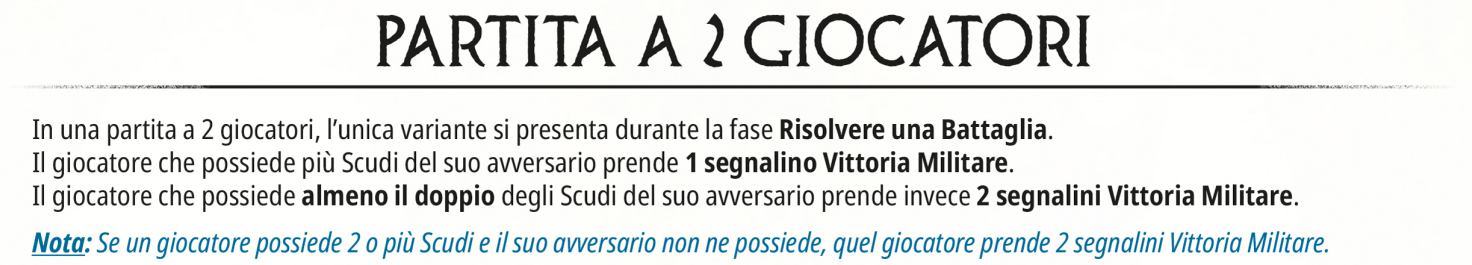 PARTITA A 2 GIOCATORI
In una partita a 2 giocatori, l'unica variante si presenta durante la fase Risolvere una Battaglia.
Il giocatore che possiede più Scudi del suo avversario prende 1 segnalino Vittoria Militare.
Il giocatore che possiede almeno il doppio degli Scudi del suo avversario prende invece 2 segnalini Vittoria Militare.
Nota: Se un giocatore possiede 2 o più Scudi e il suo avversario non ne possiede, quel giocatore prende 2 segnalini Vittoria Militare.